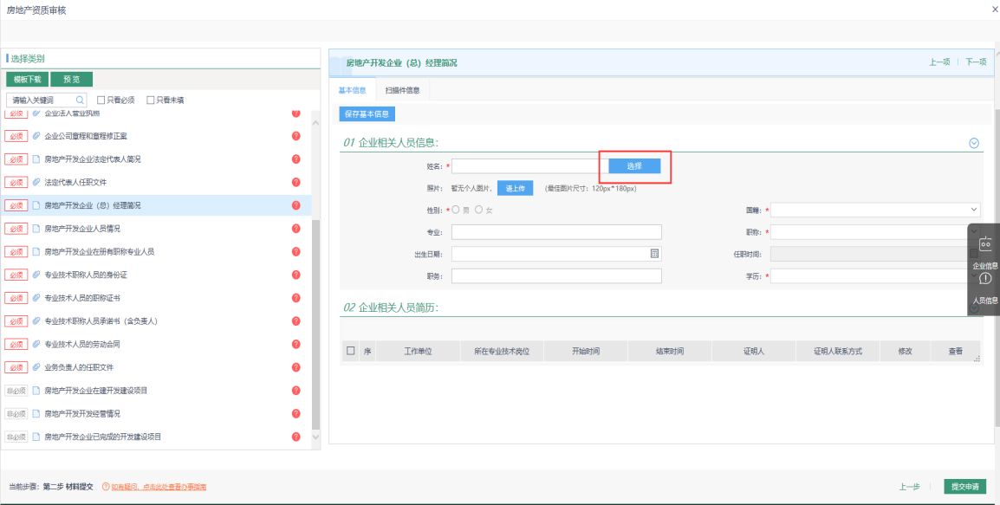 房地产资质审核
X
选择类别
模板下载 预 览
请输入关键词 只看必须 只看未填
必须 企业法人营业执照 ?
必须 企业公司章程和章程修正案 ?
必须 房地产开发企业法定代表人简况 ?
必须 法定代表人任职文件 ?
必须 房地产开发企业（总）经理简况 ?
必须 房地产开发企业人员情况 ?
必须 房地产开发企业在册有职称专业人员 ?
必须 专业技术职称人员的身份证 ?
必须 专业技术人员的职称证书 ?
必须 专业技术职称人员承诺书（含负责人） ?
必须 专业技术人员的劳动合同 ?
必须 业务负责人的任职文件 ?
非必须 房地产开发企业在建开发建设项目 ?
非必须 房地产开发开发经营情况 ?
非必须 房地产开发企业已完成的开发建设项目 ?
房地产开发企业（总）经理简况 上一项 下一项
基本信息 扫描件信息
保存基本信息
01 企业相关人员信息:
姓名: * 选择
照片: 暂无个人图片, 请上传 (最佳图片尺寸: 120px*180px)
性别: * 男 女 国籍: *
专业: 职称: *
出生日期: 任职时间:
职务: 学历: *
企业信息
人员信息
02 企业相关人员简历:
序 工作单位 所在专业技术岗位 开始时间 结束时间 证明人 证明人联系方式 修改 查看
当前步骤: 第二步 材料提交 ? 如有疑问, 点击此处查看办事指南 上一步 提交申请